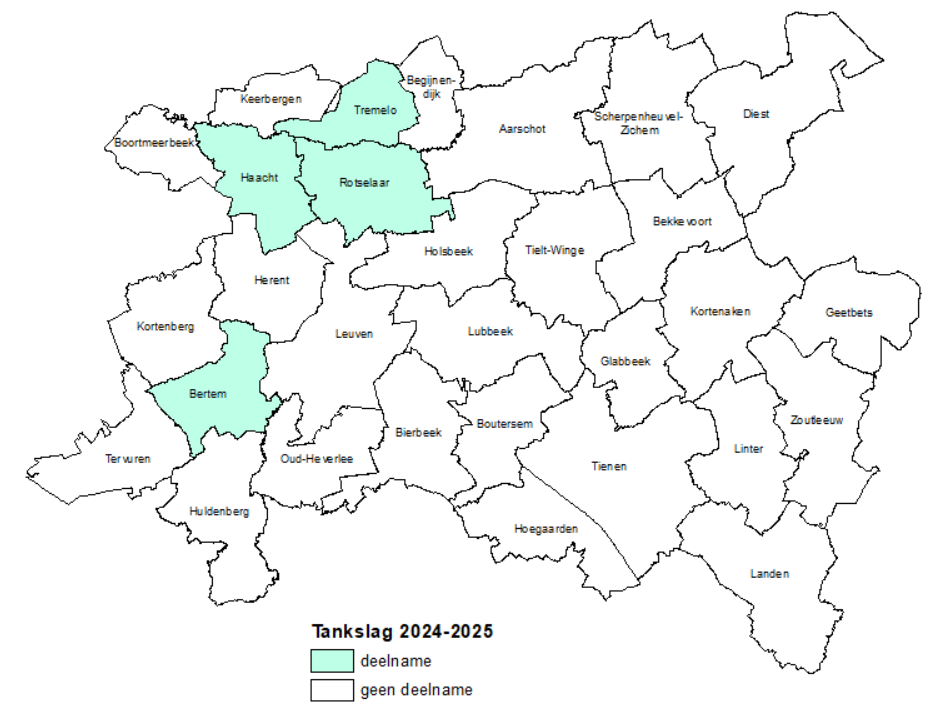 Begijnen-
dijk
Keerbergen
Tremelo
Diest
Scherpenheuvel-
Zichem
Aarschot
Boortmeerbeek
Haacht
Rotselaar
Bekkevoort
Holsbeek
Tielt-Winge
Herent
Kortenaken
Geetbets
Kortenberg
Leuven
Lubbeek
Glabbeek
Bertem
Zoutleeuw
Boutersem
Bierbeek
Linter
Tervuren
Oud-Heverlee
Tienen
Huldenberg
Hoegaarden
Landen
Tankslag 2024-2025
deelname
geen deelname